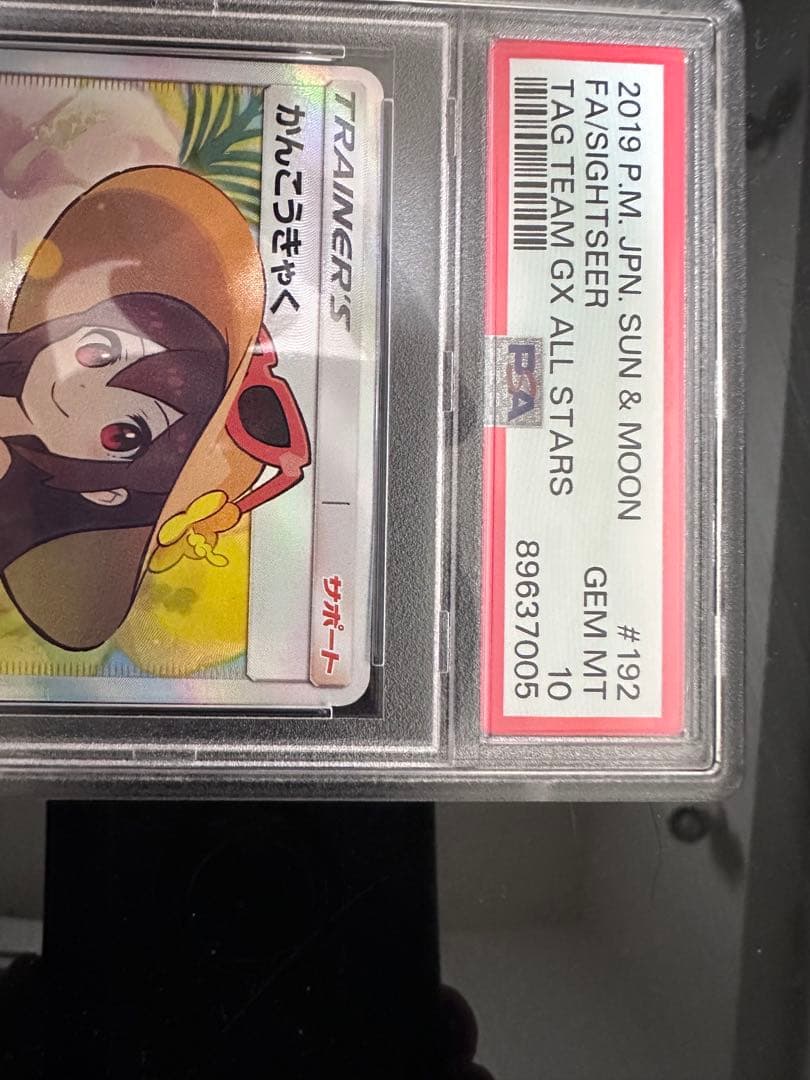 2019 P.M. JPN. SUN & MOON #192
FA/SIGHTSEER GEM MT
TAG TEAM GX ALL STARS 10
89637005
PSA
TRAINER'S サポート
かんこうきゃく